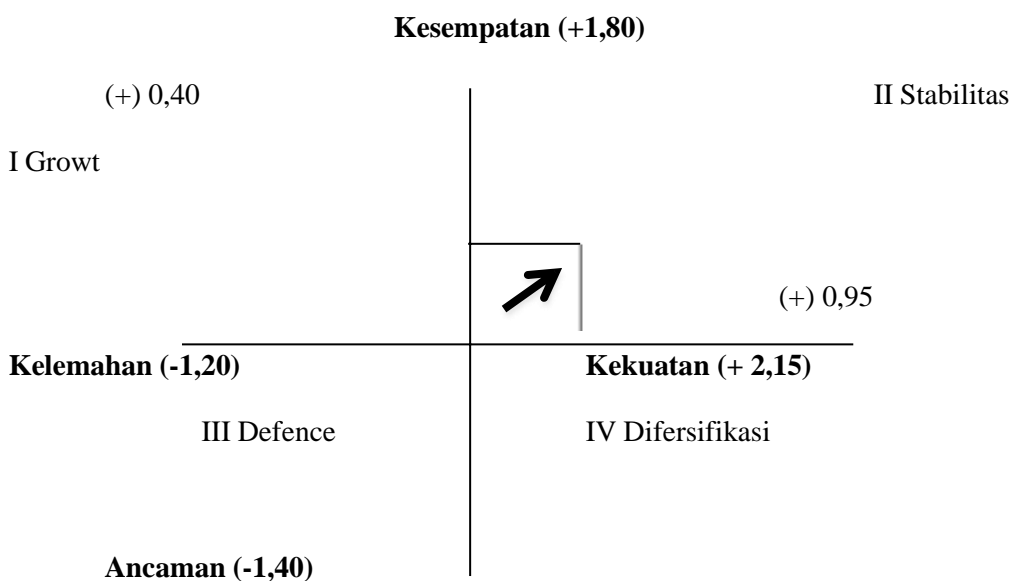 Kesempatan (+1,80)
(+) 0,40 II Stabilitas
I Growt
(+) 0,95
Kelemahan (-1,20) Kekuatan (+ 2,15)
III Defence IV Difersifikasi
Ancaman (-1,40)